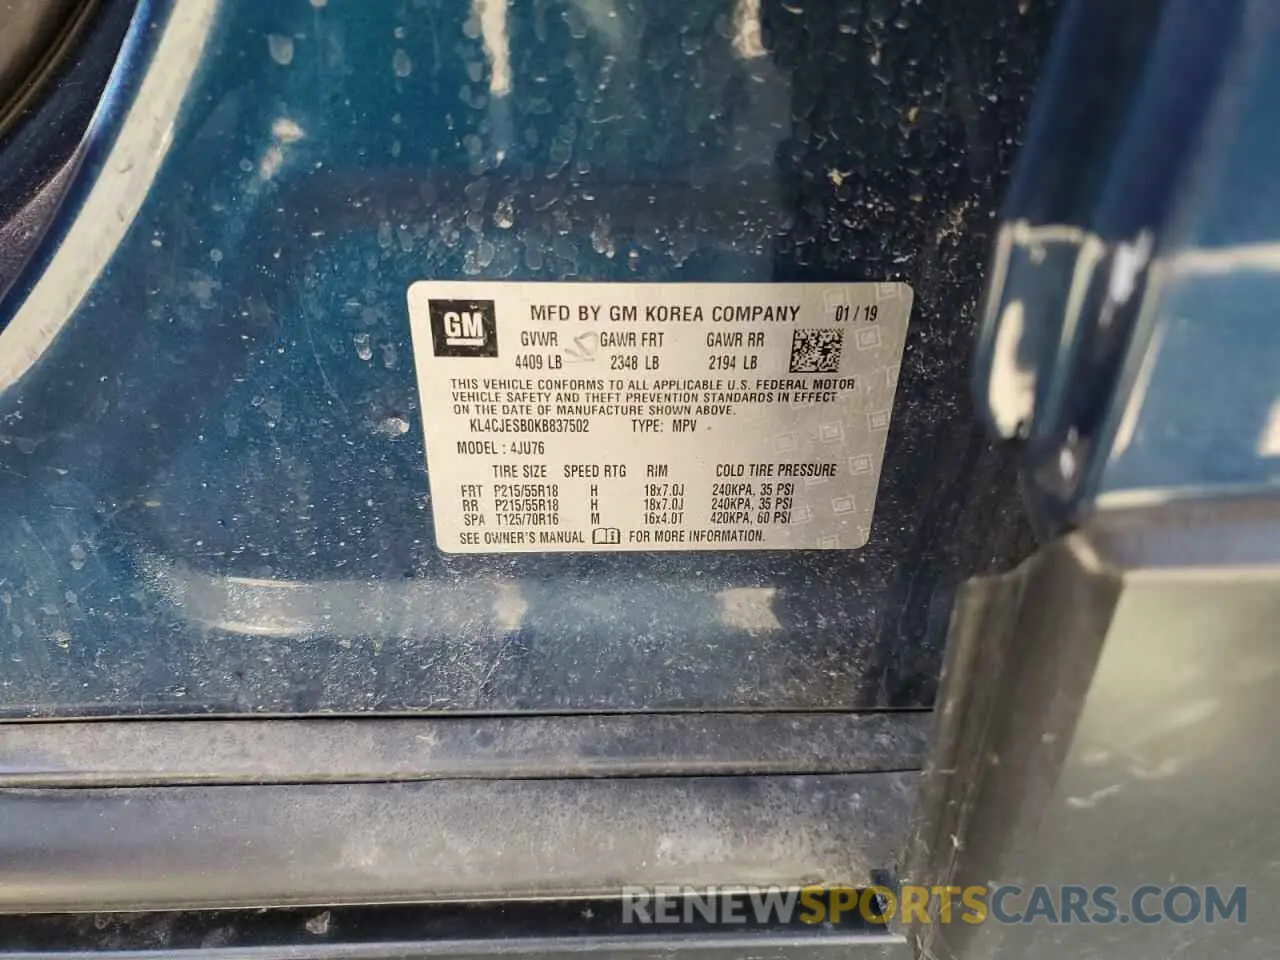 GM MFD BY GM KOREA COMPANY 01 / 19
GVWR GAWR FRT GAWR RR
4409 LB 2348 LB 2194 LB
THIS VEHICLE CONFORMS TO ALL APPLICABLE U.S. FEDERAL MOTOR
VEHICLE SAFETY AND THEFT PREVENTION STANDARDS IN EFFECT
ON THE DATE OF MANUFACTURE SHOWN ABOVE.
KL4CJESB0KB837502 TYPE: MPV
MODEL: 4JU76
TIRE SIZE SPEED RTG RIM COLD TIRE PRESSURE
FRT P215/55R18 H 18x7.0J 240KPA, 35 PSI
RR P215/55R18 H 18x7.0J 240KPA, 35 PSI
SPA T125/70R16 M 16x4.0T 420KPA, 60 PSI
SEE OWNER'S MANUAL FOR MORE INFORMATION.
RENEWSPORTSCARS.COM